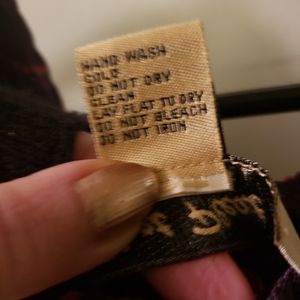 HAND WASH
COLD
DO NOT DRY
CLEAN
LAY FLAT TO DRY
DO NOT BLEACH
DO NOT IRON